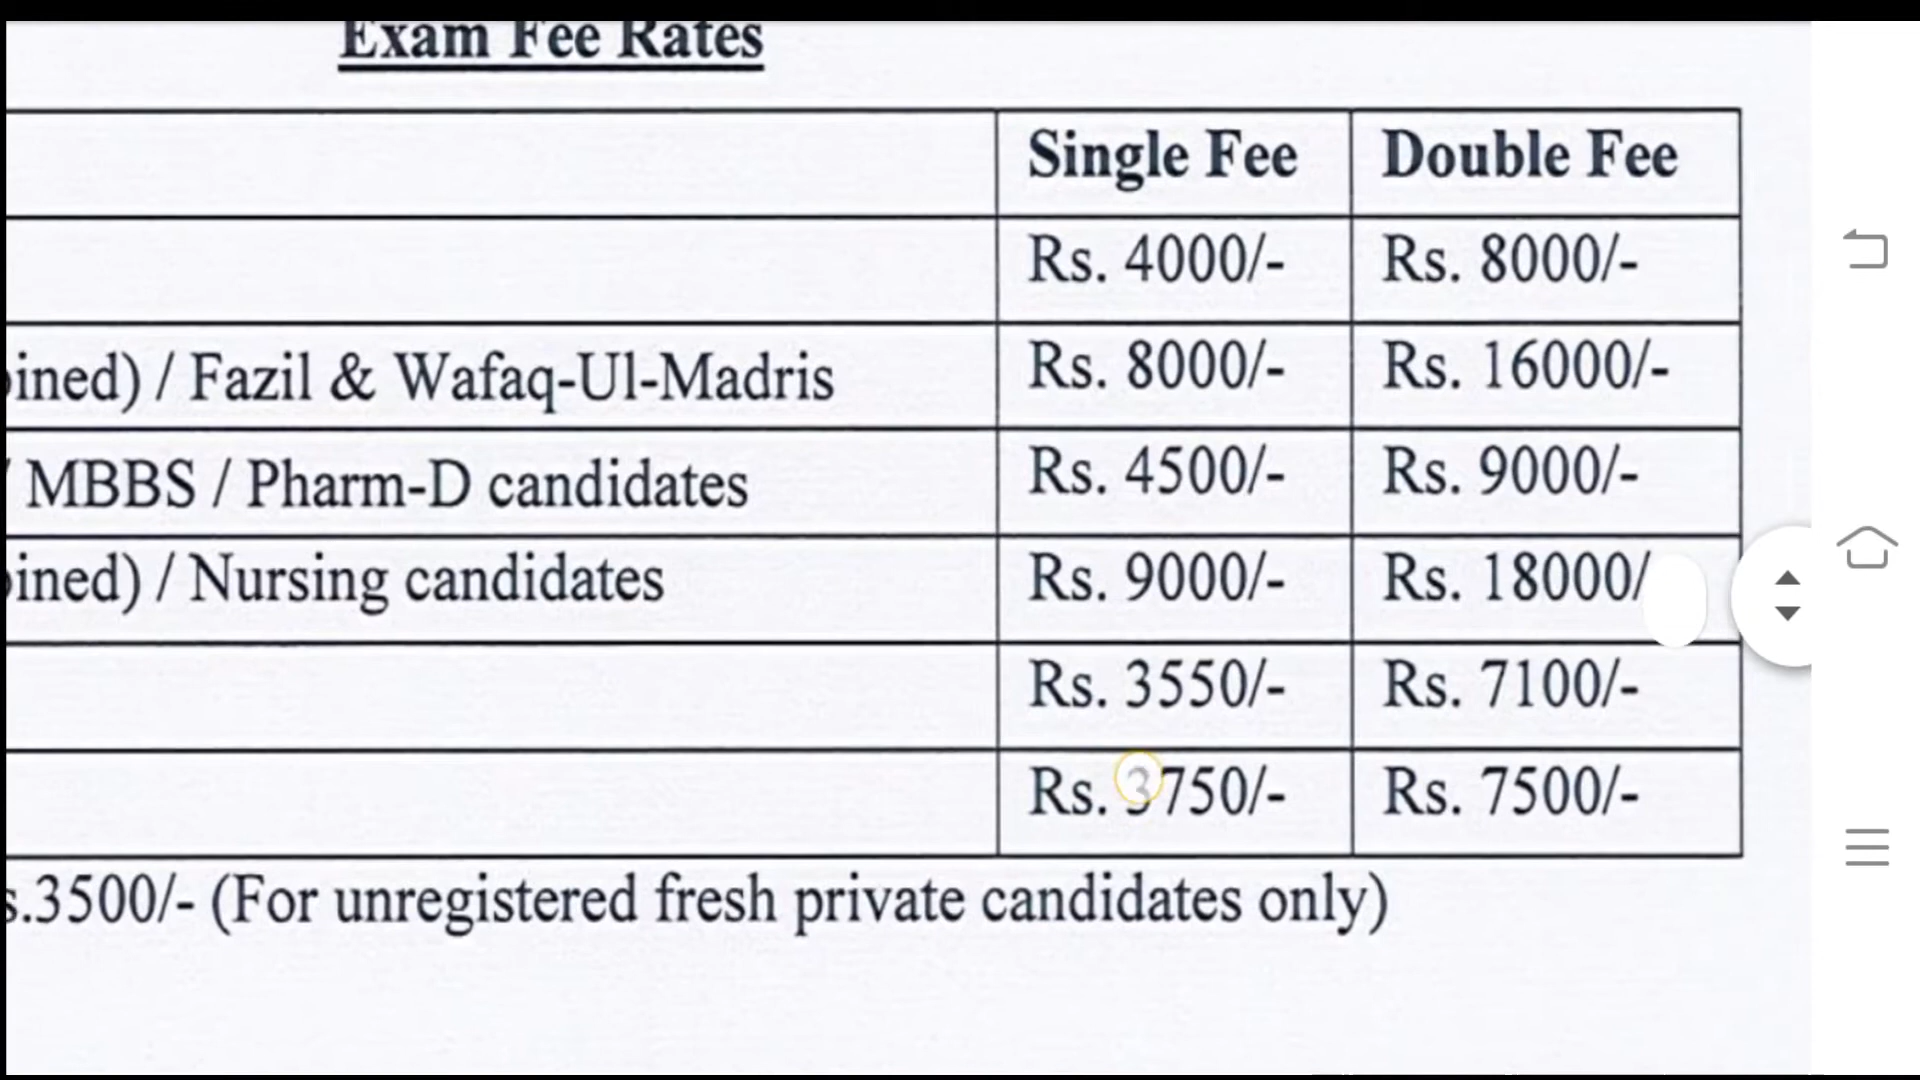 Exam Fee Rates
Single Fee Double Fee
Rs. 4000/- Rs. 8000/-
ined) / Fazil & Wafaq-Ul-Madris Rs. 8000/- Rs. 16000/-
/ MBBS / Pharm-D candidates Rs. 4500/- Rs. 9000/-
ined) / Nursing candidates Rs. 9000/- Rs. 18000/
Rs. 3550/- Rs. 7100/-
Rs. 3750/- Rs. 7500/-
s.3500/- (For unregistered fresh private candidates only)